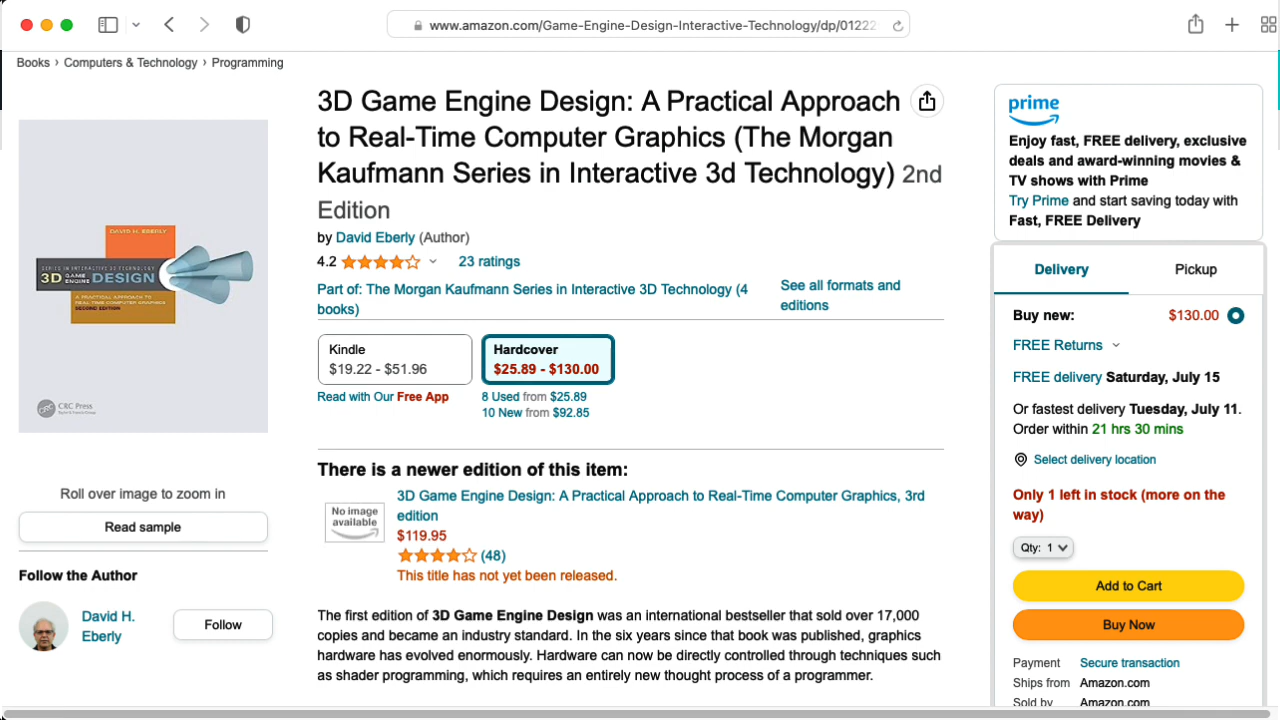 www.amazon.com/Game-Engine-Design-Interactive-Technology/dp/01222
Books › Computers & Technology › Programming
3D Game Engine Design: A Practical Approach
to Real-Time Computer Graphics (The Morgan
Kaufmann Series in Interactive 3d Technology) 2nd
Edition
by David Eberly (Author)
4.2
23 ratings
Part of: The Morgan Kaufmann Series in Interactive 3D Technology (4
books)
See all formats and
editions
Kindle
$19.22 - $51.96
Read with Our Free App
Hardcover
$25.89 - $130.00
8 Used from $25.89
10 New from $92.85
DAVID H. EBERLY
SERIES IN INTERACTIVE 3D TECHNOLOGY
3D GAME ENGINE DESIGN
A PRACTICAL APPROACH TO
REAL-TIME COMPUTER GRAPHICS
SECOND EDITION
CRC Press
Roll over image to zoom in
Read sample
Follow the Author
David H.
Eberly
Follow
There is a newer edition of this item:
No image
available
3D Game Engine Design: A Practical Approach to Real-Time Computer Graphics, 3rd
edition
$119.95
(48)
This title has not yet been released.
The first edition of 3D Game Engine Design was an international bestseller that sold over 17,000
copies and became an industry standard. In the six years since that book was published, graphics
hardware has evolved enormously. Hardware can now be directly controlled through techniques such
as shader programming, which requires an entirely new thought process of a programmer.
prime
Enjoy fast, FREE delivery, exclusive
deals and award-winning movies &
TV shows with Prime
Try Prime and start saving today with
Fast, FREE Delivery
Delivery
Pickup
Buy new:
$130.00
FREE Returns
FREE delivery Saturday, July 15
Or fastest delivery Tuesday, July 11.
Order within 21 hrs 30 mins
Select delivery location
Only 1 left in stock (more on the
way)
Qty: 1
Add to Cart
Buy Now
Payment Secure transaction
Ships from Amazon.com
Sold by Amazon.com